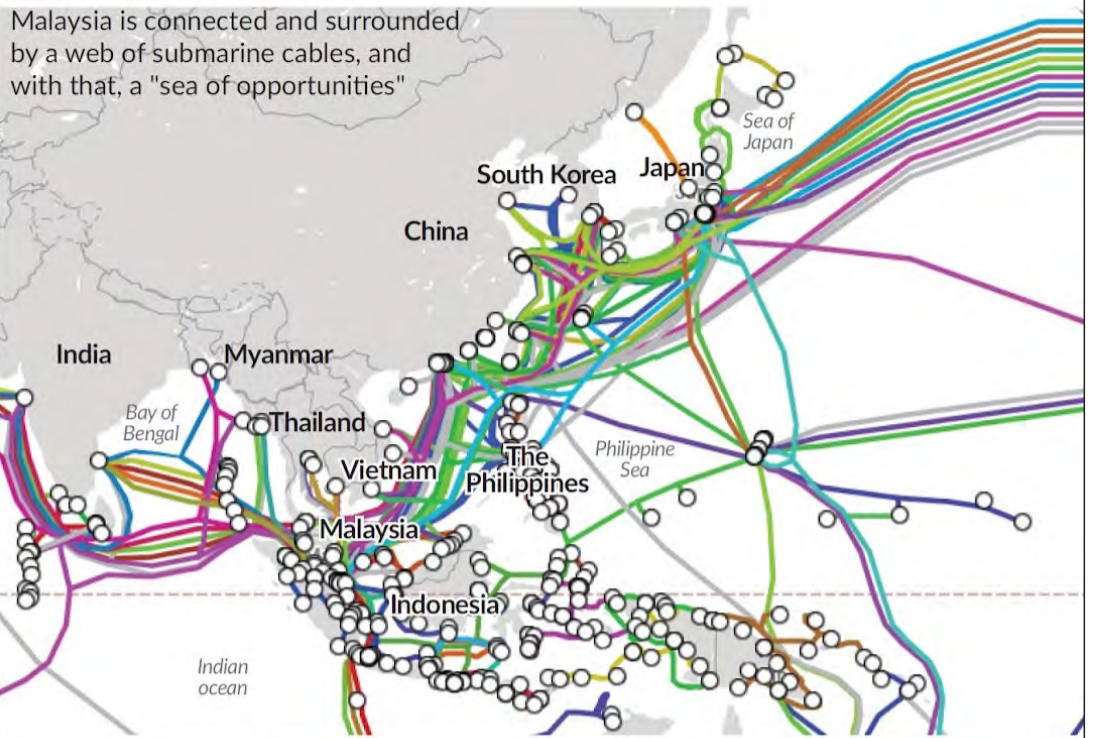 Malaysia is connected and surrounded
by a web of submarine cables, and
with that, a "sea of opportunities"
Sea of
Japan
South Korea
Japan
China
India
Myanmar
Bay of
Bengal
Thailand
Vietnam
The
Philippines
Philippine
Sea
Malaysia
Indonesia
Indian
ocean